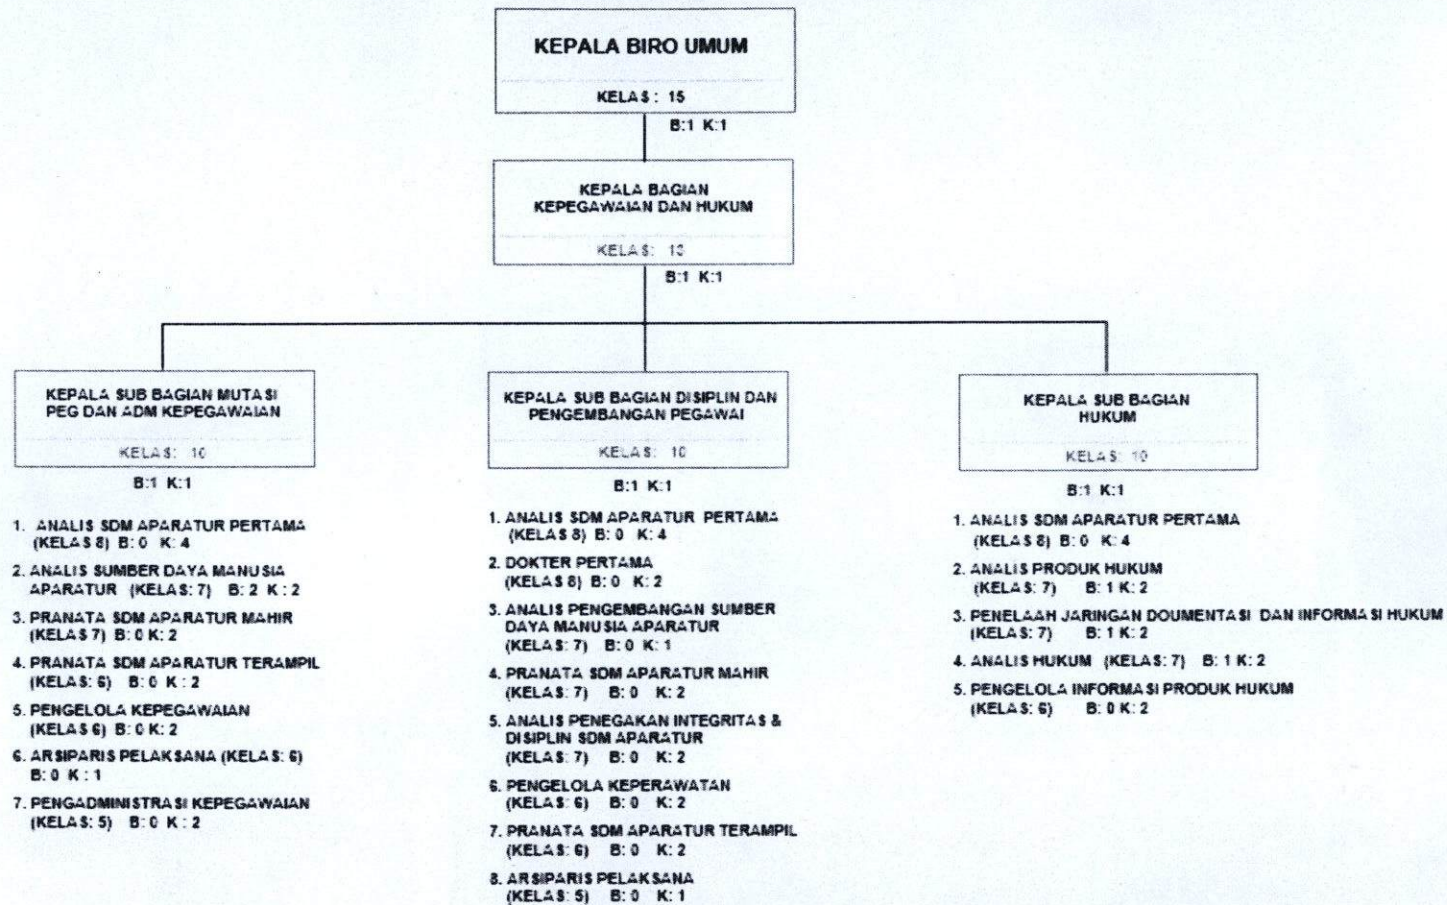 KEPALA BIRO UMUM
KELAS: 15
B:1 K:1
KEPALA BAGIAN
KEPEGAWAIAN DAN HUKUM
KELAS: 13
B:1 K:1
KEPALA SUB BAGIAN MUTASI
PEG DAN ADM KEPEGAWAIAN
KELAS: 10
B:1 K:1
1. ANALIS SDM APARATUR PERTAMA
(KELAS 8) B: 0 K: 4
2. ANALIS SUMBER DAYA MANUSIA
APARATUR (KELAS: 7) B: 2 K : 2
3. PRANATA SDM APARATUR MAHIR
(KELAS 7) B: 0 K: 2
4. PRANATA SDM APARATUR TERAMPIL
(KELAS: 6) B: 0 K : 2
5. PENGELOLA KEPEGAWAIAN
(KELAS 6) B: 0 K: 2
6. ARSIPARIS PELAKSANA (KELAS: 6)
B: 0 K : 1
7. PENGADMINISTRASI KEPEGAWAIAN
(KELAS: 5) B: 0 K : 2
KEPALA SUB BAGIAN DISIPLIN DAN
PENGEMBANGAN PEGAWAI
KELAS: 10
B:1 K:1
1. ANALIS SDM APARATUR PERTAMA
(KELAS 8) B: 0 K: 4
2. DOKTER PERTAMA
(KELAS 8) B: 0 K: 2
3. ANALIS PENGEMBANGAN SUMBER
DAYA MANUSIA APARATUR
(KELAS: 7) B: 0 K: 1
4. PRANATA SDM APARATUR MAHIR
(KELAS: 7) B: 0 K: 2
5. ANALIS PENEGAKAN INTEGRITAS &
DISIPLIN SDM APARATUR
(KELAS: 7) B: 0 K: 2
6. PENGELOLA KEPERAWATAN
(KELAS: 6) B: 0 K: 2
7. PRANATA SDM APARATUR TERAMPIL
(KELAS: 6) B: 0 K: 2
8. ARSIPARIS PELAKSANA
(KELAS: 5) B: 0 K: 1
KEPALA SUB BAGIAN
HUKUM
KELAS: 10
B:1 K:1
1. ANALIS SDM APARATUR PERTAMA
(KELAS 8) B: 0 K: 4
2. ANALIS PRODUK HUKUM
(KELAS: 7) B: 1 K: 2
3. PENELAAH JARINGAN DOUMENTASI DAN INFORMASI HUKUM
(KELAS: 7) B: 1 K: 2
4. ANALIS HUKUM (KELAS: 7) B: 1 K: 2
5. PENGELOLA INFORMASI PRODUK HUKUM
(KELAS: 6) B: 0 K: 2